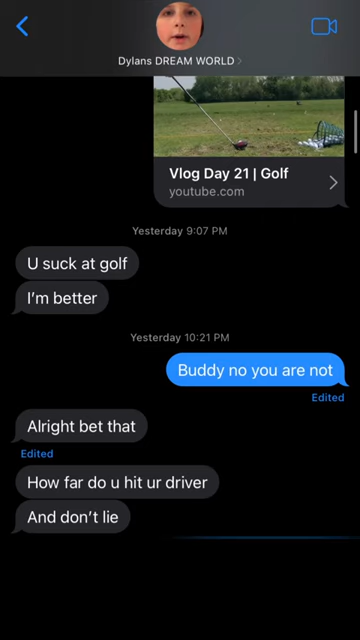 Dylans DREAM WORLD
Vlog Day 21 | Golf
youtube.com
Yesterday 9:07 PM
U suck at golf
I'm better
Yesterday 10:21 PM
Buddy no you are not
Edited
Alright bet that
Edited
How far do u hit ur driver
And don't lie